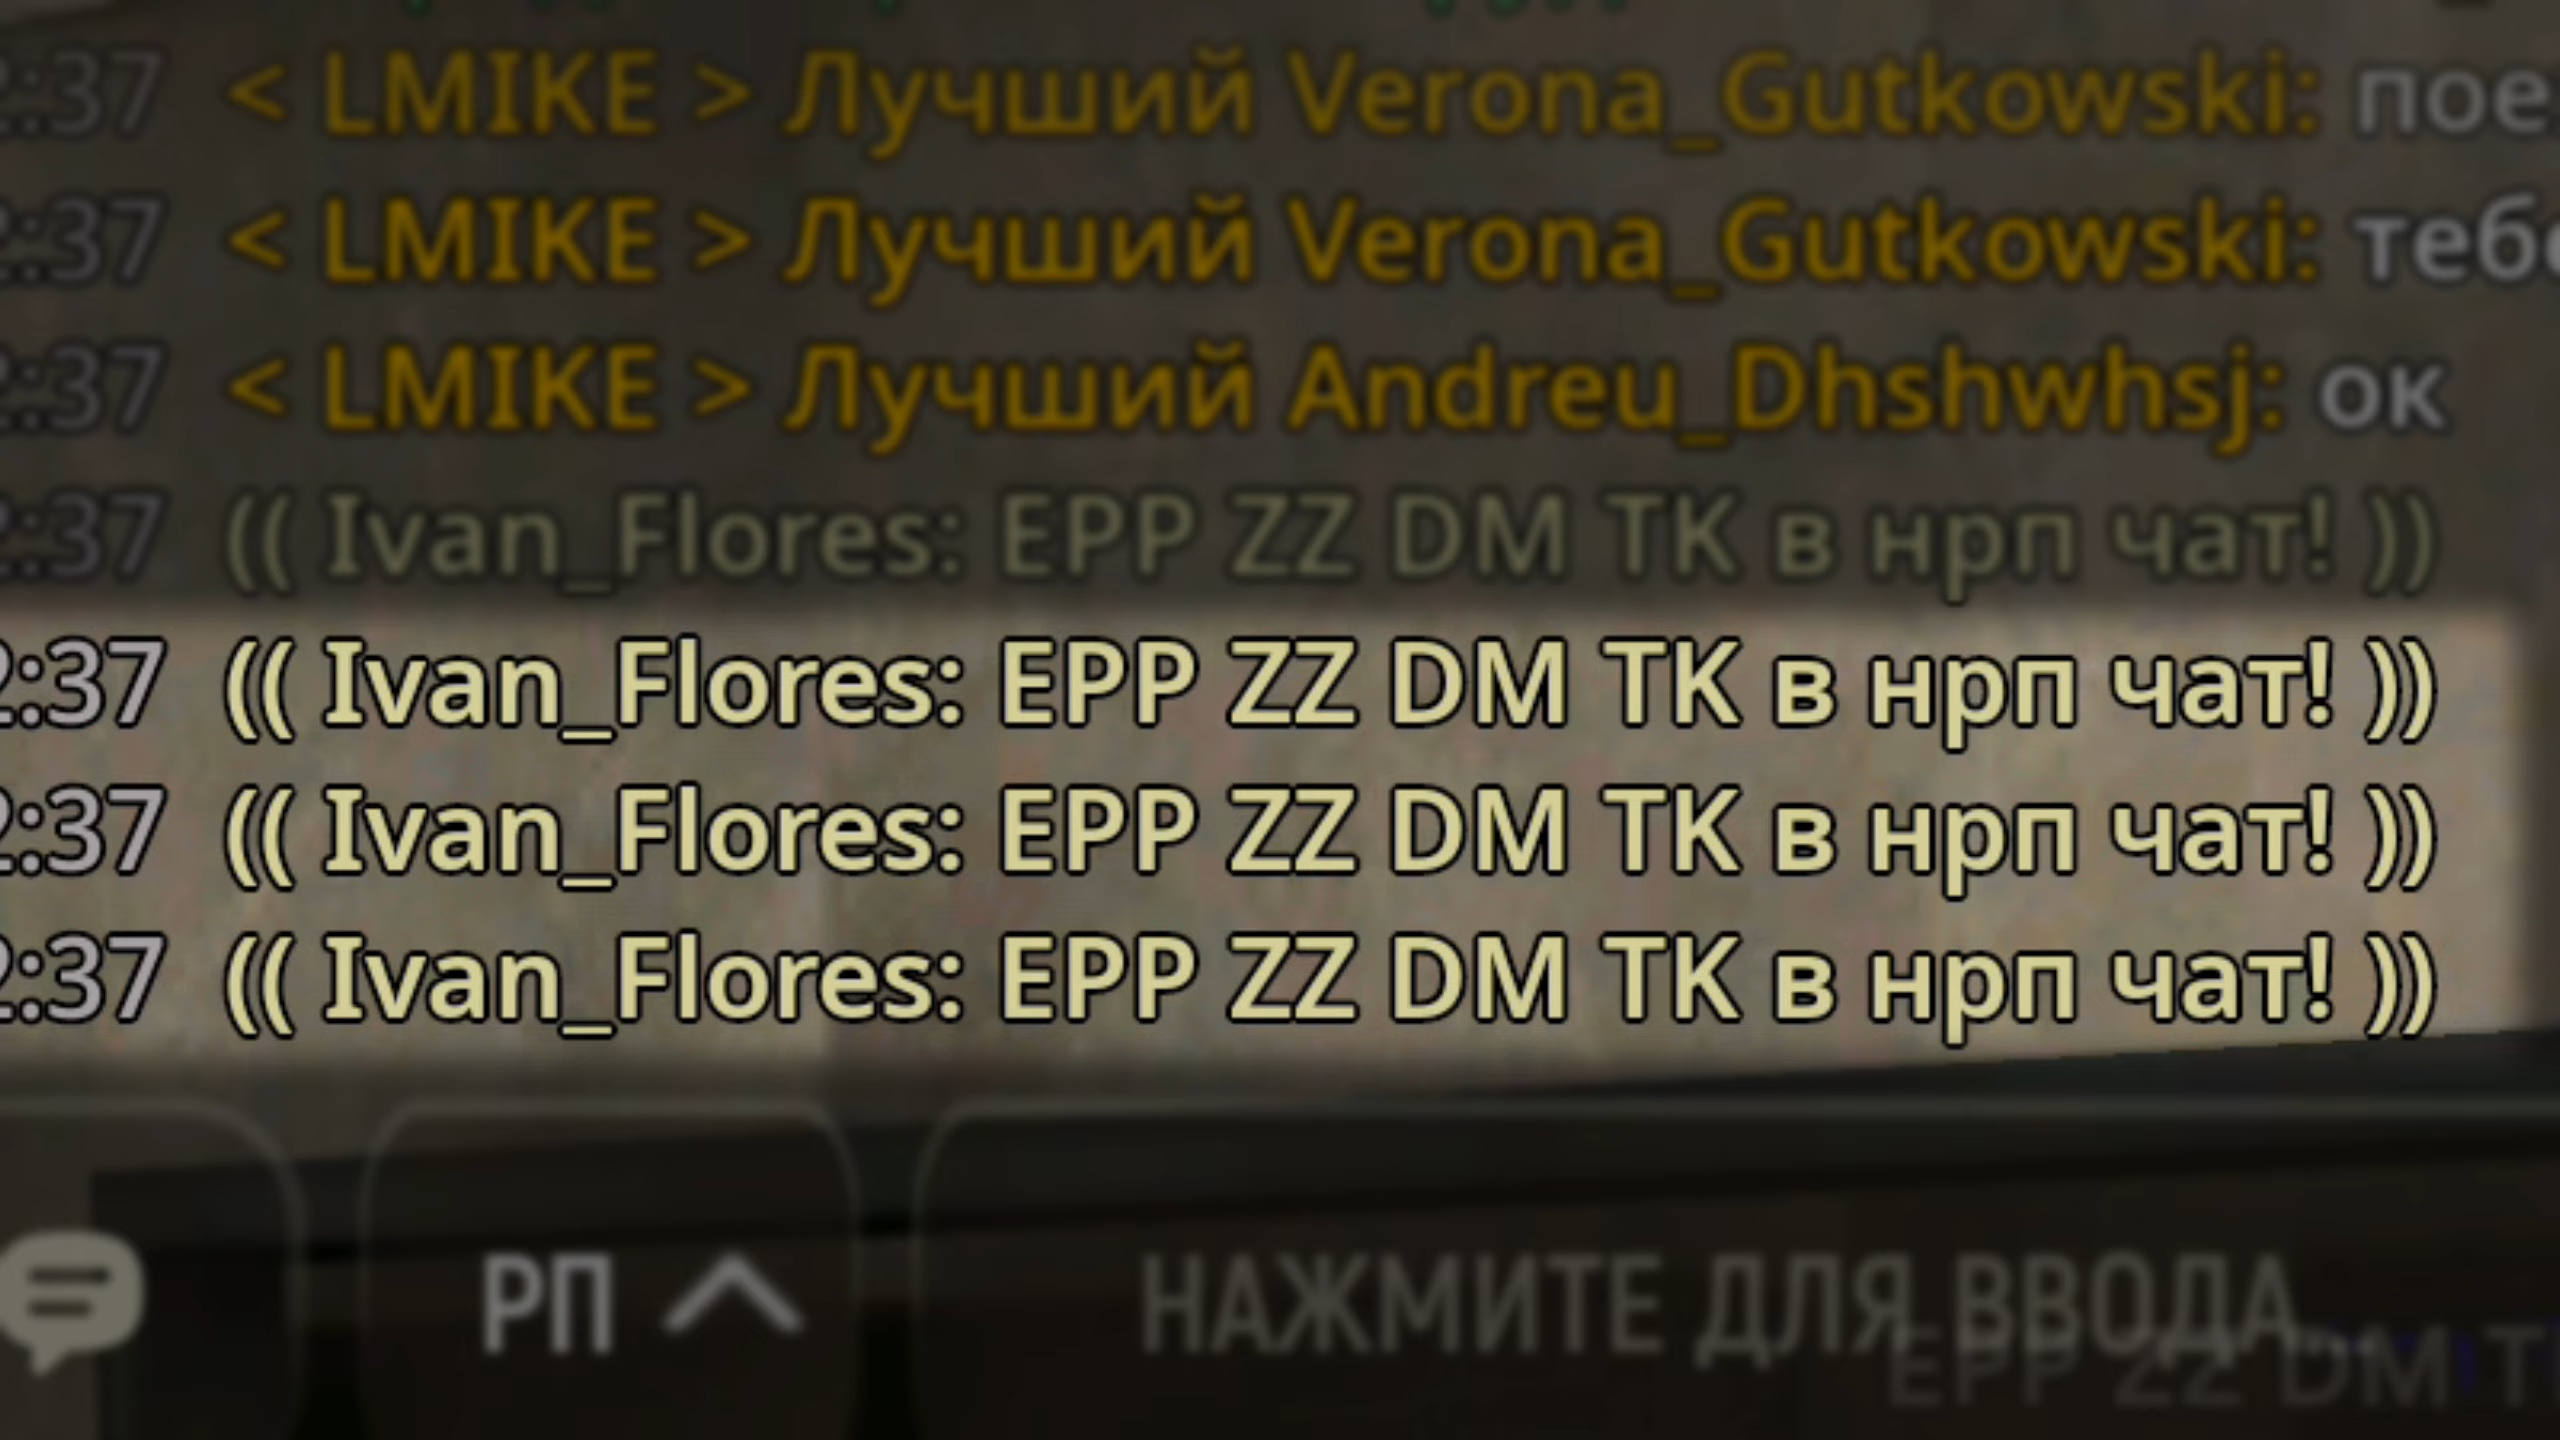 2:37 < LMIKE > Лучший Verona_Gutkowski: пое
2:37 < LMIKE > Лучший Verona_Gutkowski: тебе
2:37 < LMIKE > Лучший Andreu_Dhshwhsj: ок
2:37 (( Ivan_Flores: EPP ZZ DM TK в нрп чат! ))
2:37 (( Ivan_Flores: EPP ZZ DM TK в нрп чат! ))
2:37 (( Ivan_Flores: EPP ZZ DM TK в нрп чат! ))
2:37 (( Ivan_Flores: EPP ZZ DM TK в нрп чат! ))
РП НАЖМИТЕ ДЛЯ ВВОДА...
EPP ZZ DM T